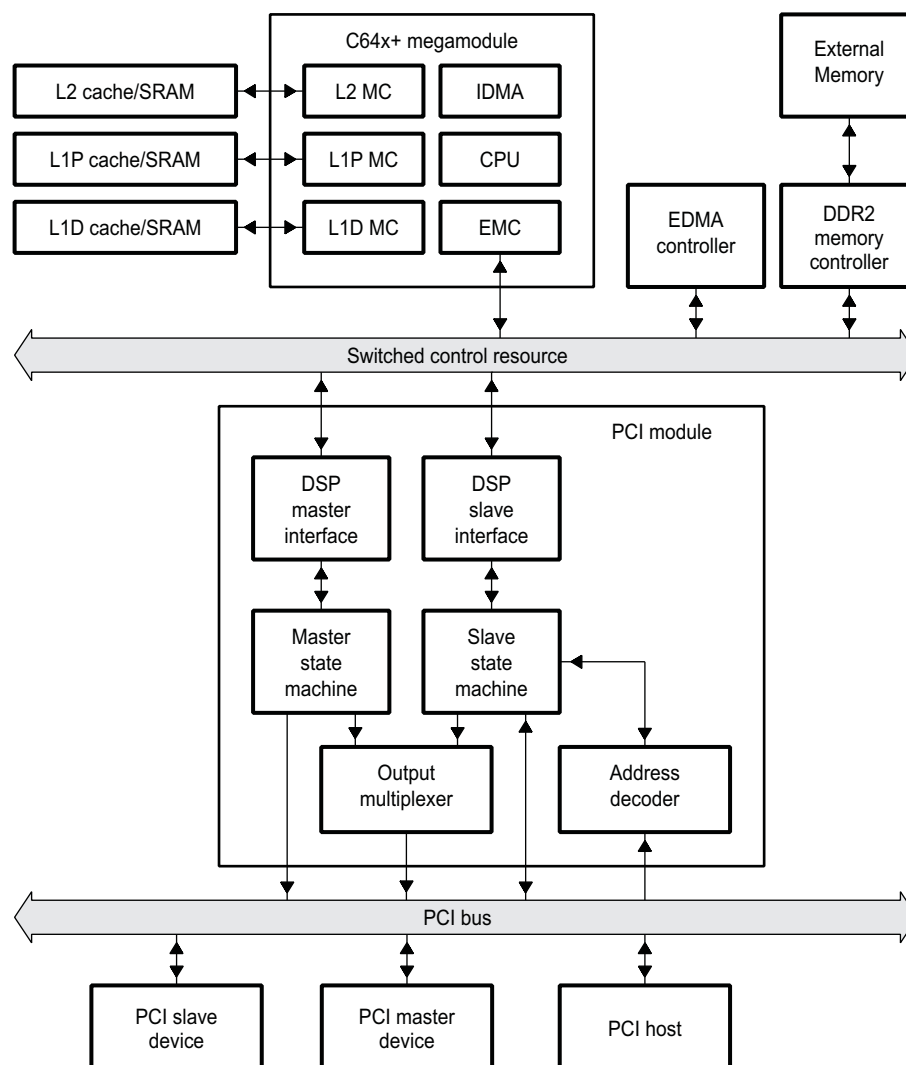 C64x+ megamodule
External
Memory
L2 cache/SRAM
L2 MC
IDMA
L1P cache/SRAM
L1P MC
CPU
L1D cache/SRAM
L1D MC
EMC
EDMA
controller
DDR2
memory
controller
Switched control resource
PCI module
DSP
master
interface
DSP
slave
interface
Master
state
machine
Slave
state
machine
Output
multiplexer
Address
decoder
PCI bus
PCI slave
device
PCI master
device
PCI host